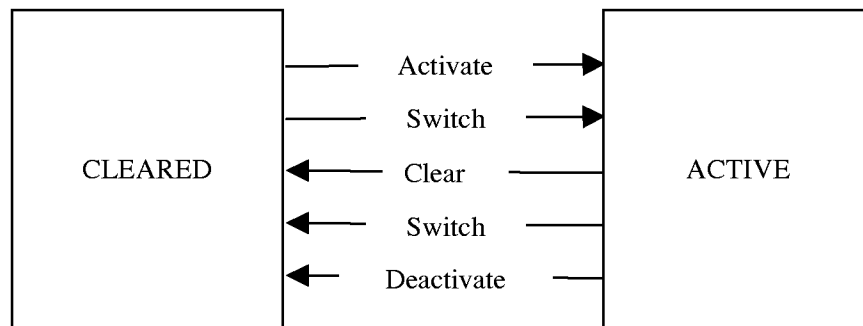 Activate
Switch
CLEARED
Clear
ACTIVE
Switch
Deactivate